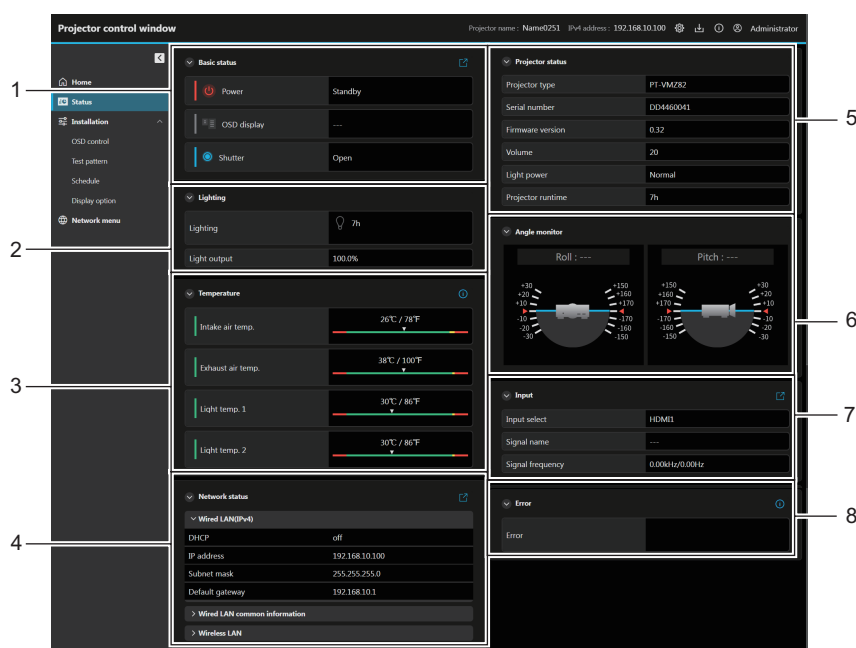 Projector control window
Projector name : Name0251 IPv4 address : 192.168.10.100 Administrator
Home
Status
Installation
OSD control
Test pattern
Schedule
Display option
Network menu
1
Basic status
Power Standby
OSD display ---
Shutter Open
2
Lighting
Lighting 7h
Light output 100.0%
3
Temperature
Intake air temp. 26℃ / 78℉
Exhaust air temp. 38℃ / 100℉
Light temp. 1 30℃ / 86℉
Light temp. 2 30℃ / 86℉
4
Network status
Wired LAN(IPv4)
DHCP off
IP address 192.168.10.100
Subnet mask 255.255.255.0
Default gateway 192.168.10.1
Wired LAN common information
Wireless LAN
5
Projector status
Projector type PT-VMZ82
Serial number DD4460041
Firmware version 0.32
Volume 20
Light power Normal
Projector runtime 7h
6
Angle monitor
Roll : --- Pitch : ---
+30 +150 +150 +30
+20 +160 +160 +20
+10 +170 +170 +10
-10 -170 -170 -10
-20 -160 -160 -20
-30 -150 -150 -30
7
Input
Input select HDMI1
Signal name ---
Signal frequency 0.00kHz/0.00Hz
8
Error
Error